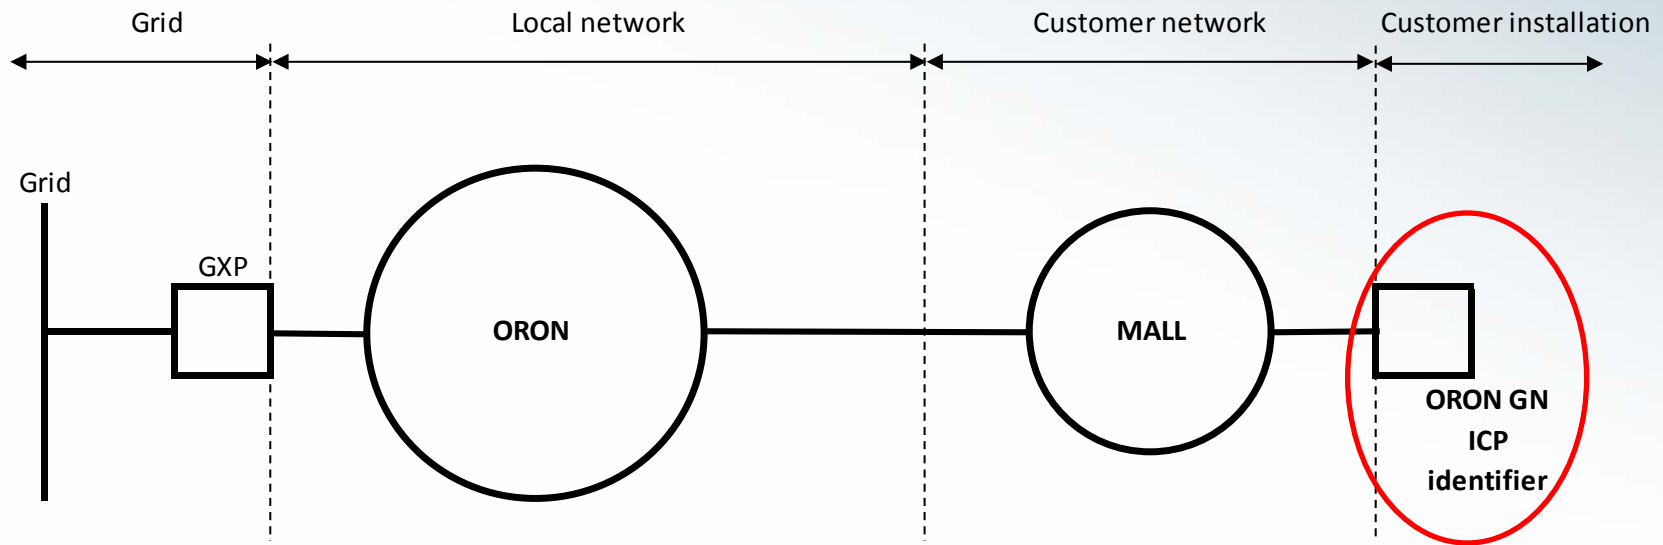 Grid
Local network
Customer network
Customer installation
Grid
GXP
ORON
MALL
ORON GN
ICP
identifier